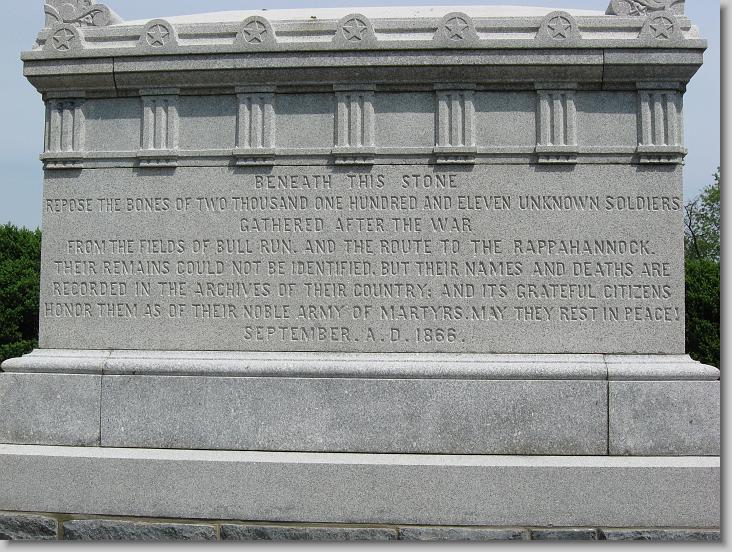 BENEATH THIS STONE
REPOSE THE BONES OF TWO THOUSAND ONE HUNDRED AND ELEVEN UNKNOWN SOLDIERS
GATHERED AFTER THE WAR
FROM THE FIELDS OF BULL RUN, AND THE ROUTE TO THE RAPPAHANNOCK.
THEIR REMAINS COULD NOT BE IDENTIFIED, BUT THEIR NAMES AND DEATHS ARE
RECORDED IN THE ARCHIVES OF THEIR COUNTRY; AND ITS GRATEFUL CITIZENS
HONOR THEM AS OF THEIR NOBLE ARMY OF MARTYRS. MAY THEY REST IN PEACE!
SEPTEMBER. A.D. 1866.